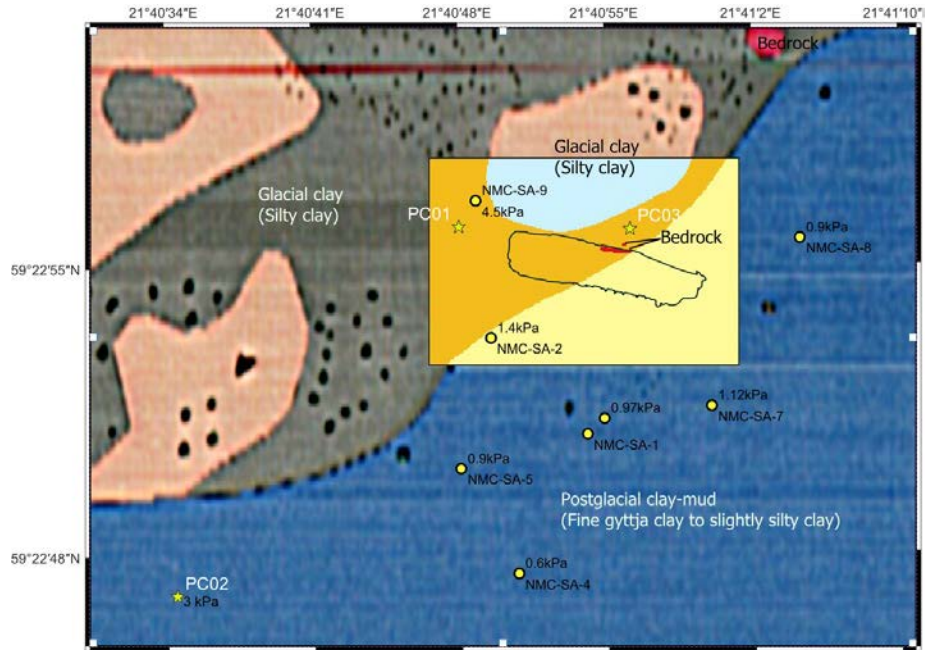 21°40'34"E
21°40'41"E
21°40'48"E
21°40'55"E
21°41'2"E
21°41'10"E
Bedrock
Glacial clay
(Silty clay)
Glacial clay
(Silty clay)
NMC-SA-9
4.5kPa
PC01
PC03
Bedrock
0.9kPa
NMC-SA-8
59°22'55"N
1.4kPa
NMC-SA-2
1.12kPa
NMC-SA-7
0.97kPa
NMC-SA-1
0.9kPa
NMC-SA-5
Postglacial clay-mud
(Fine gyttja clay to slightly silty clay)
59°22'48"N
0.6kPa
NMC-SA-4
PC02
3 kPa